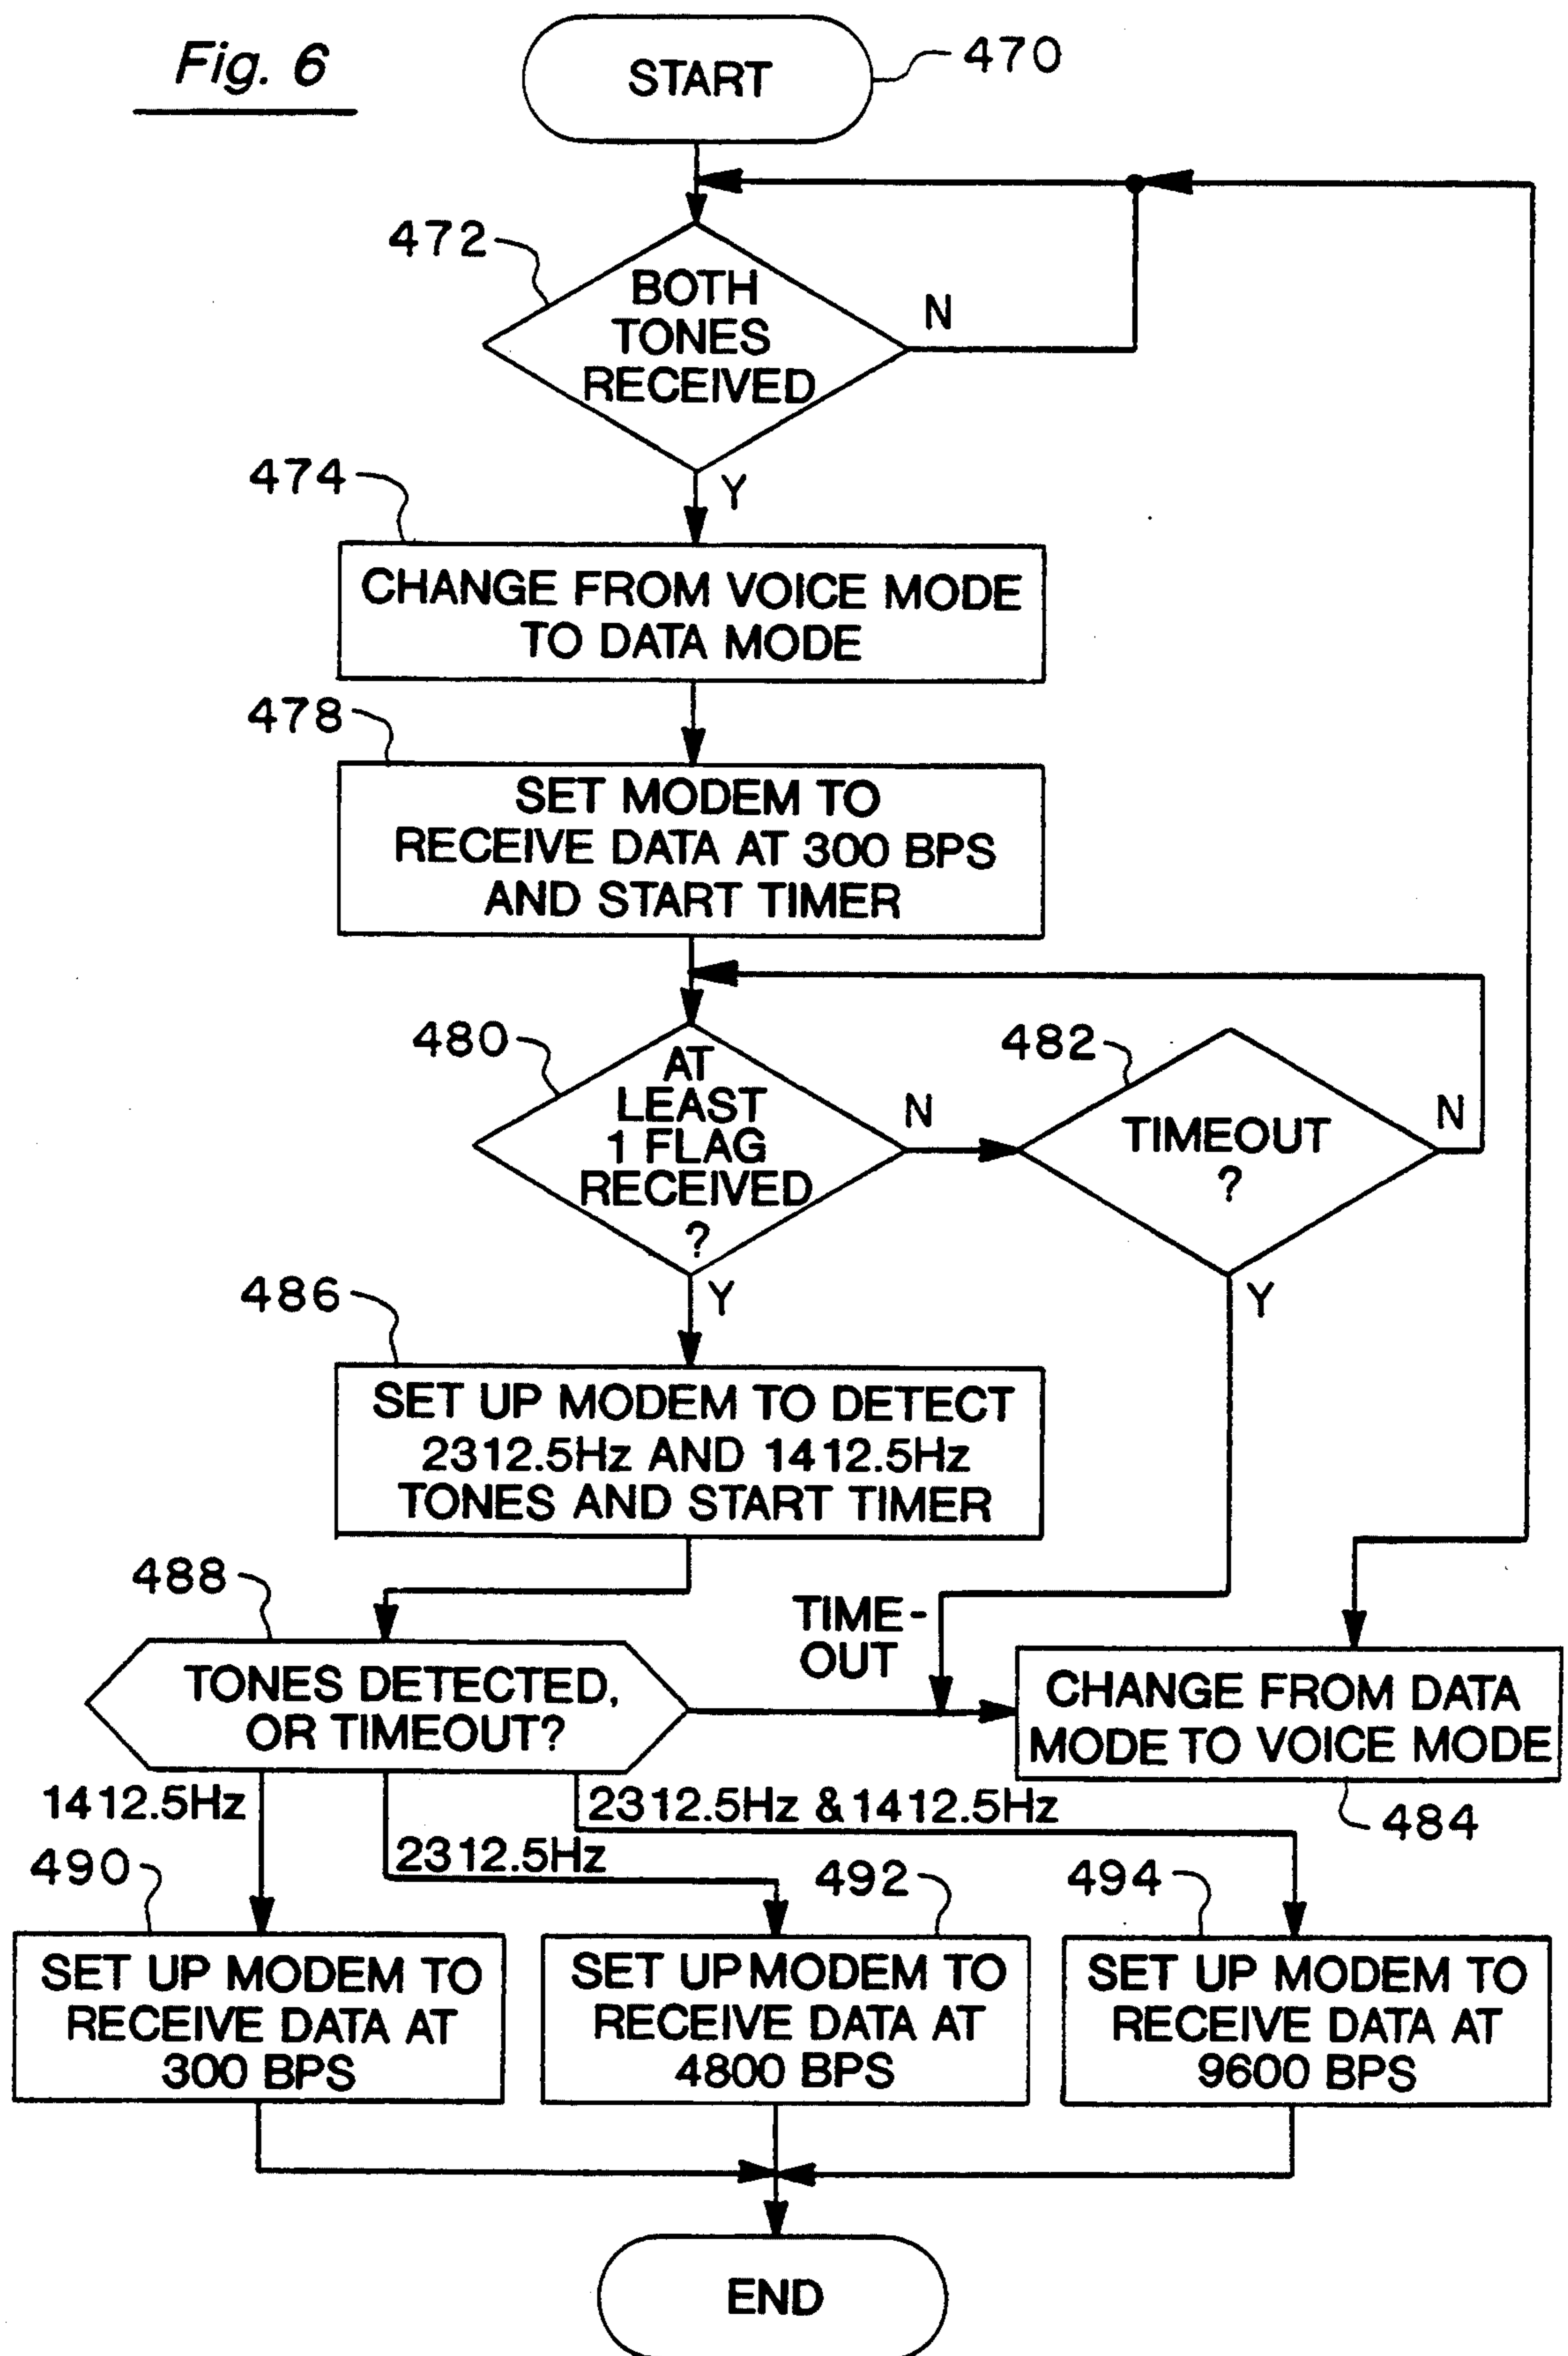 Fig. 6
START
470
472
BOTH
TONES
RECEIVED
N
Y
474
CHANGE FROM VOICE MODE
TO DATA MODE
478
SET MODEM TO
RECEIVE DATA AT 300 BPS
AND START TIMER
480
AT
LEAST
1 FLAG
RECEIVED
?
N
Y
482
TIMEOUT
?
N
Y
486
SET UP MODEM TO DETECT
2312.5Hz AND 1412.5Hz
TONES AND START TIMER
488
TONES DETECTED,
OR TIMEOUT?
TIME-
OUT
CHANGE FROM DATA
MODE TO VOICE MODE
484
1412.5Hz
2312.5Hz
2312.5Hz & 1412.5Hz
490
SET UP MODEM TO
RECEIVE DATA AT
300 BPS
492
SET UP MODEM TO
RECEIVE DATA AT
4800 BPS
494
SET UP MODEM TO
RECEIVE DATA AT
9600 BPS
END